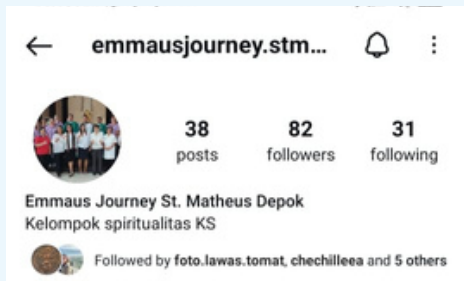 emmausjourney.stm...
38 82 31
posts followers following
Emmaus Journey St. Matheus Depok
Kelompok spiritualitas KS
Followed by foto.lawas.tomat, chechilleea and 5 others